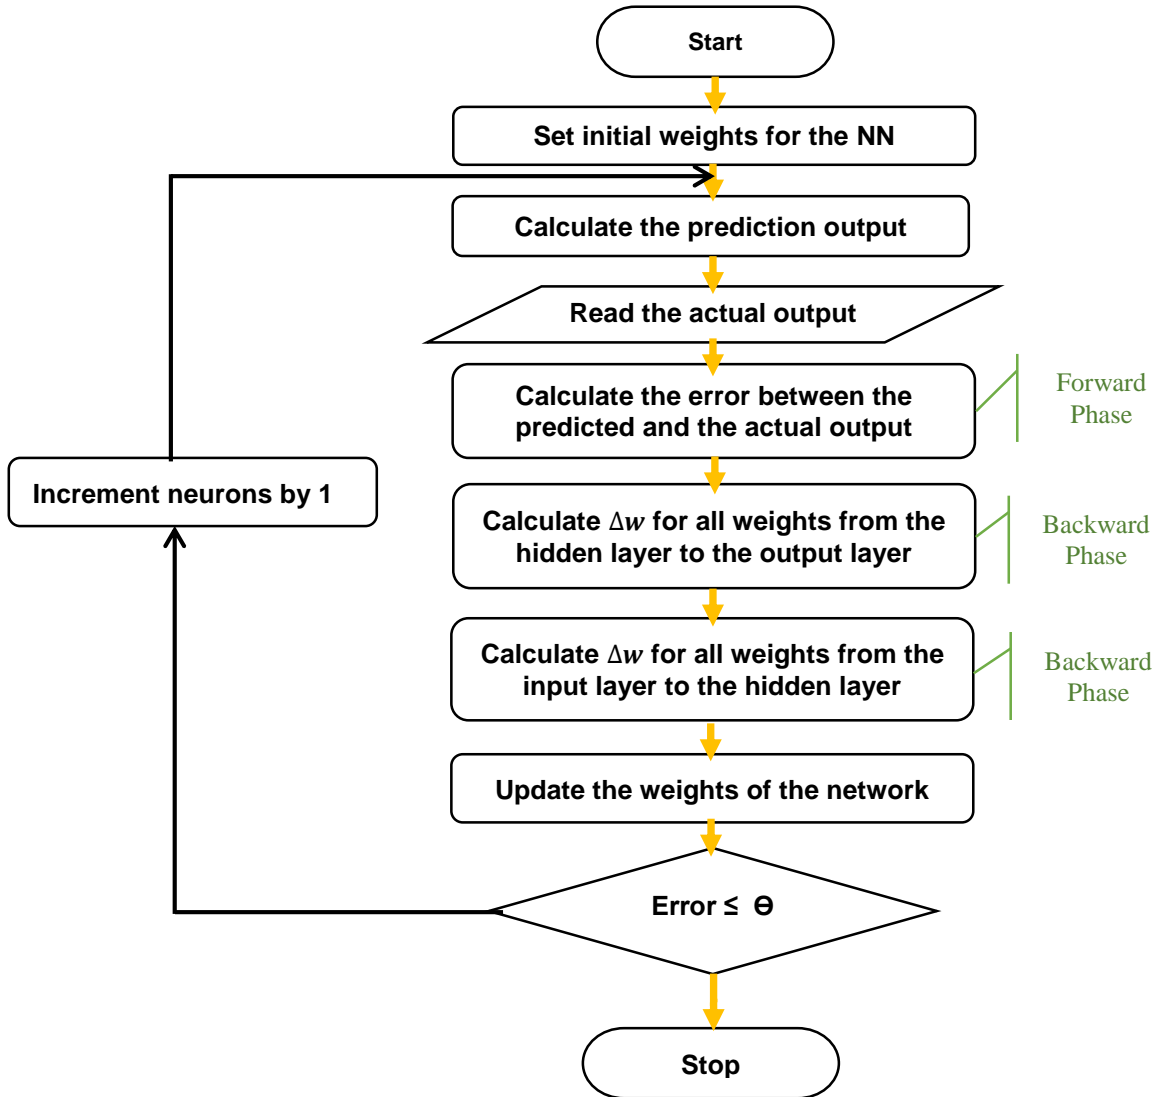 Start
Set initial weights for the NN
Calculate the prediction output
Read the actual output
Calculate the error between the
predicted and the actual output
Forward
Phase
Increment neurons by 1
Calculate Δw for all weights from the
hidden layer to the output layer
Backward
Phase
Calculate Δw for all weights from the
input layer to the hidden layer
Backward
Phase
Update the weights of the network
Error ≤ ϴ
Stop